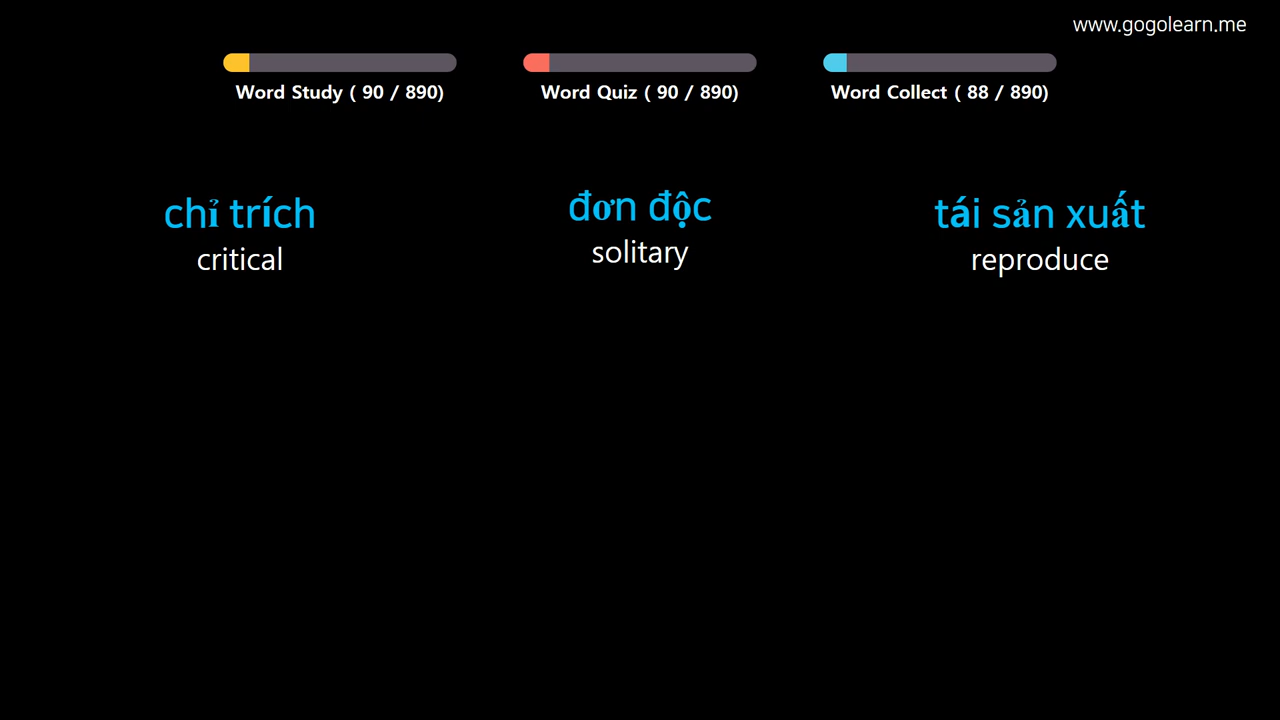 www.gogolearn.me
Word Study ( 90 / 890)
Word Quiz ( 90 / 890)
Word Collect ( 88 / 890)
chỉ trích
critical
đơn độc
solitary
tái sản xuất
reproduce